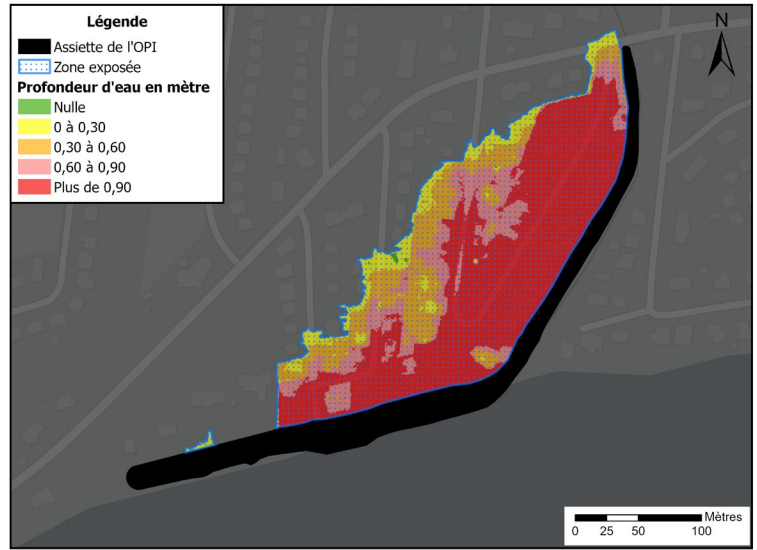 Légende
Assiette de l'OPI
Zone exposée
Profondeur d'eau en mètre
Nulle
0 à 0,30
0,30 à 0,60
0,60 à 0,90
Plus de 0,90
N
Mètres
0 25 50 100